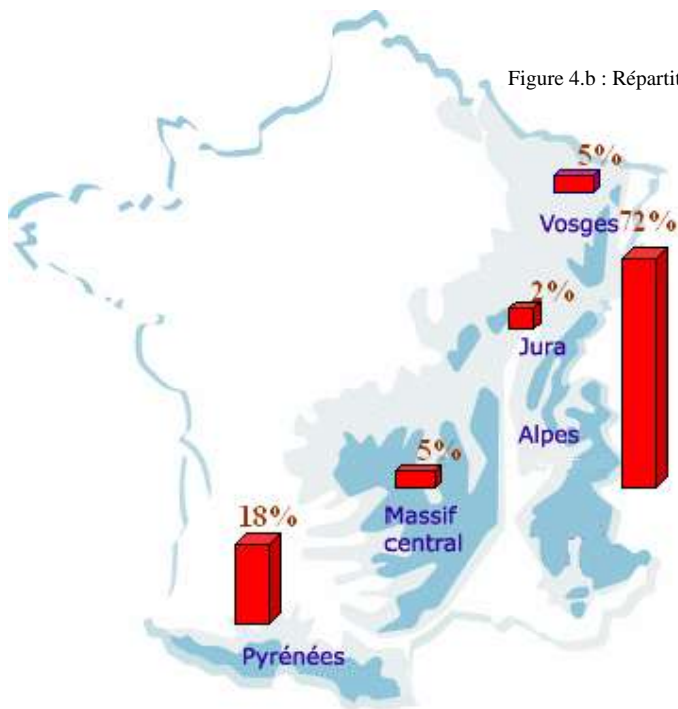 Figure 4.b : Répartit
5%
Vosges
72%
2%
Jura
Alpes
5%
Massif
central
18%
Pyrénées